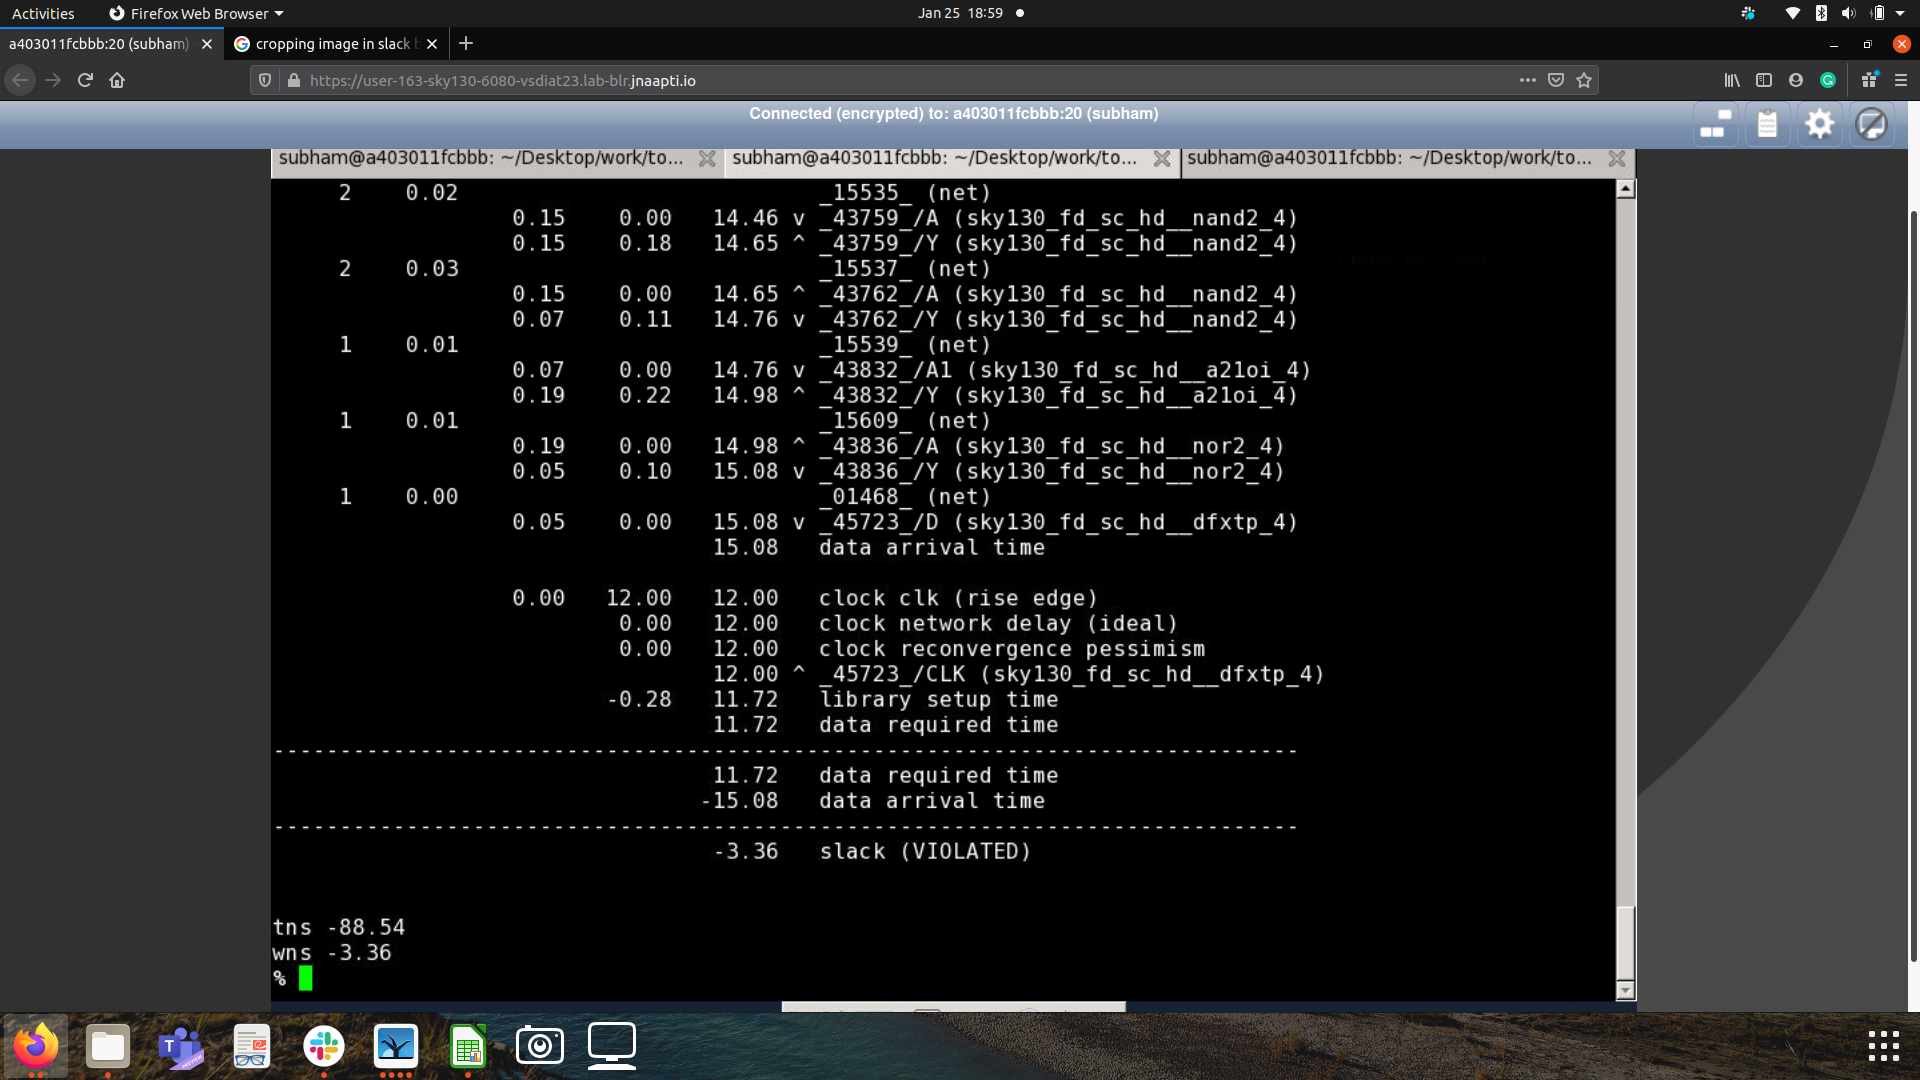 Activities Firefox Web Browser Jan 25 18:59
a403011fcbbb:20 (subham) cropping image in slack
https://user-163-sky130-6080-vsdiat23.lab-blr.jnaapti.io
Connected (encrypted) to: a403011fcbbb:20 (subham)
subham@a403011fcbbb: ~/Desktop/work/to... subham@a403011fcbbb: ~/Desktop/work/to... subham@a403011fcbbb: ~/Desktop/work/to...
2 0.02 _15535_ (net)
0.15 0.00 14.46 v _43759_/A (sky130_fd_sc_hd__nand2_4)
0.15 0.18 14.65 ^ _43759_/Y (sky130_fd_sc_hd__nand2_4)
2 0.03 _15537_ (net)
0.15 0.00 14.65 ^ _43762_/A (sky130_fd_sc_hd__nand2_4)
0.07 0.11 14.76 v _43762_/Y (sky130_fd_sc_hd__nand2_4)
1 0.01 _15539_ (net)
0.07 0.00 14.76 v _43832_/A1 (sky130_fd_sc_hd__a21oi_4)
0.19 0.22 14.98 ^ _43832_/Y (sky130_fd_sc_hd__a21oi_4)
1 0.01 _15609_ (net)
0.19 0.00 14.98 ^ _43836_/A (sky130_fd_sc_hd__nor2_4)
0.05 0.10 15.08 v _43836_/Y (sky130_fd_sc_hd__nor2_4)
1 0.00 _01468_ (net)
0.05 0.00 15.08 v _45723_/D (sky130_fd_sc_hd__dfxtp_4)
15.08 data arrival time
0.00 12.00 12.00 clock clk (rise edge)
0.00 12.00 clock network delay (ideal)
0.00 12.00 clock reconvergence pessimism
12.00 ^ _45723_/CLK (sky130_fd_sc_hd__dfxtp_4)
-0.28 11.72 library setup time
11.72 data required time
-----------------------------------------------------------------------------
11.72 data required time
-15.08 data arrival time
-----------------------------------------------------------------------------
-3.36 slack (VIOLATED)
tns -88.54
wns -3.36
%